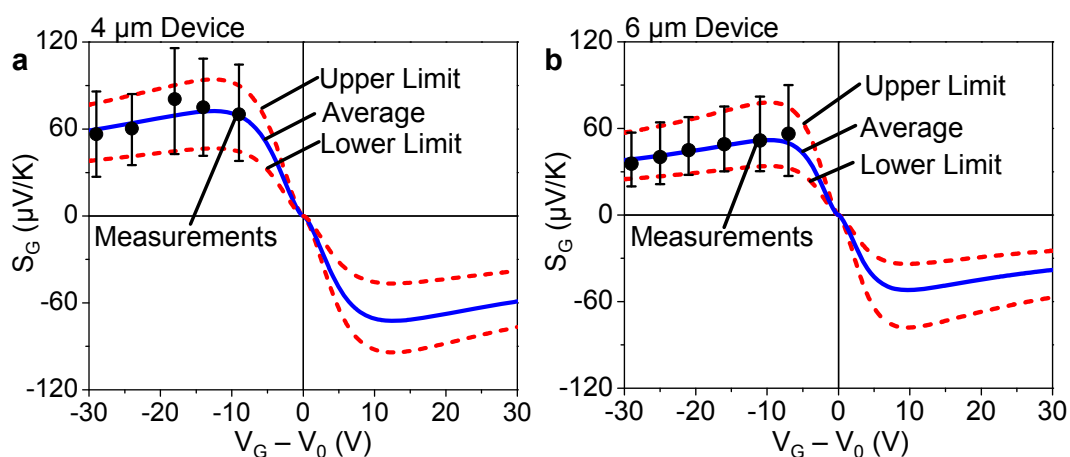 4 µm Device
a
120
60
0
-60
-120
S_G (µV/K)
Upper Limit
Average
Lower Limit
Measurements
-30 -20 -10 0 10 20 30
V_G – V_0 (V)
6 µm Device
b
120
60
0
-60
-120
S_G (µV/K)
Upper Limit
Average
Lower Limit
Measurements
-30 -20 -10 0 10 20 30
V_G – V_0 (V)